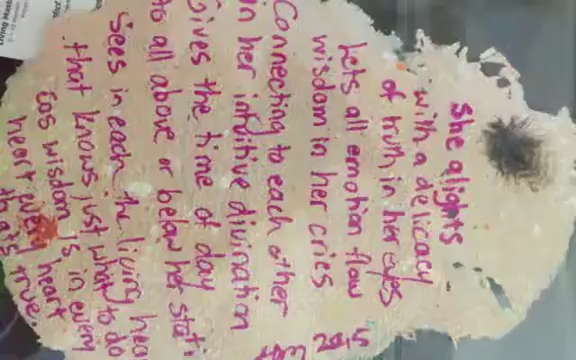 She alights
with a delicacy
of truth in her eyes
Lets all emotion flow
wisdom in her cries
Connecting to each other
in her intuitive divination
Gives the time of day
to all above or below her stat
Sees in each the living hea
that knows just what to do
cos wisdom is in every
heart even heart
that's true.
Living